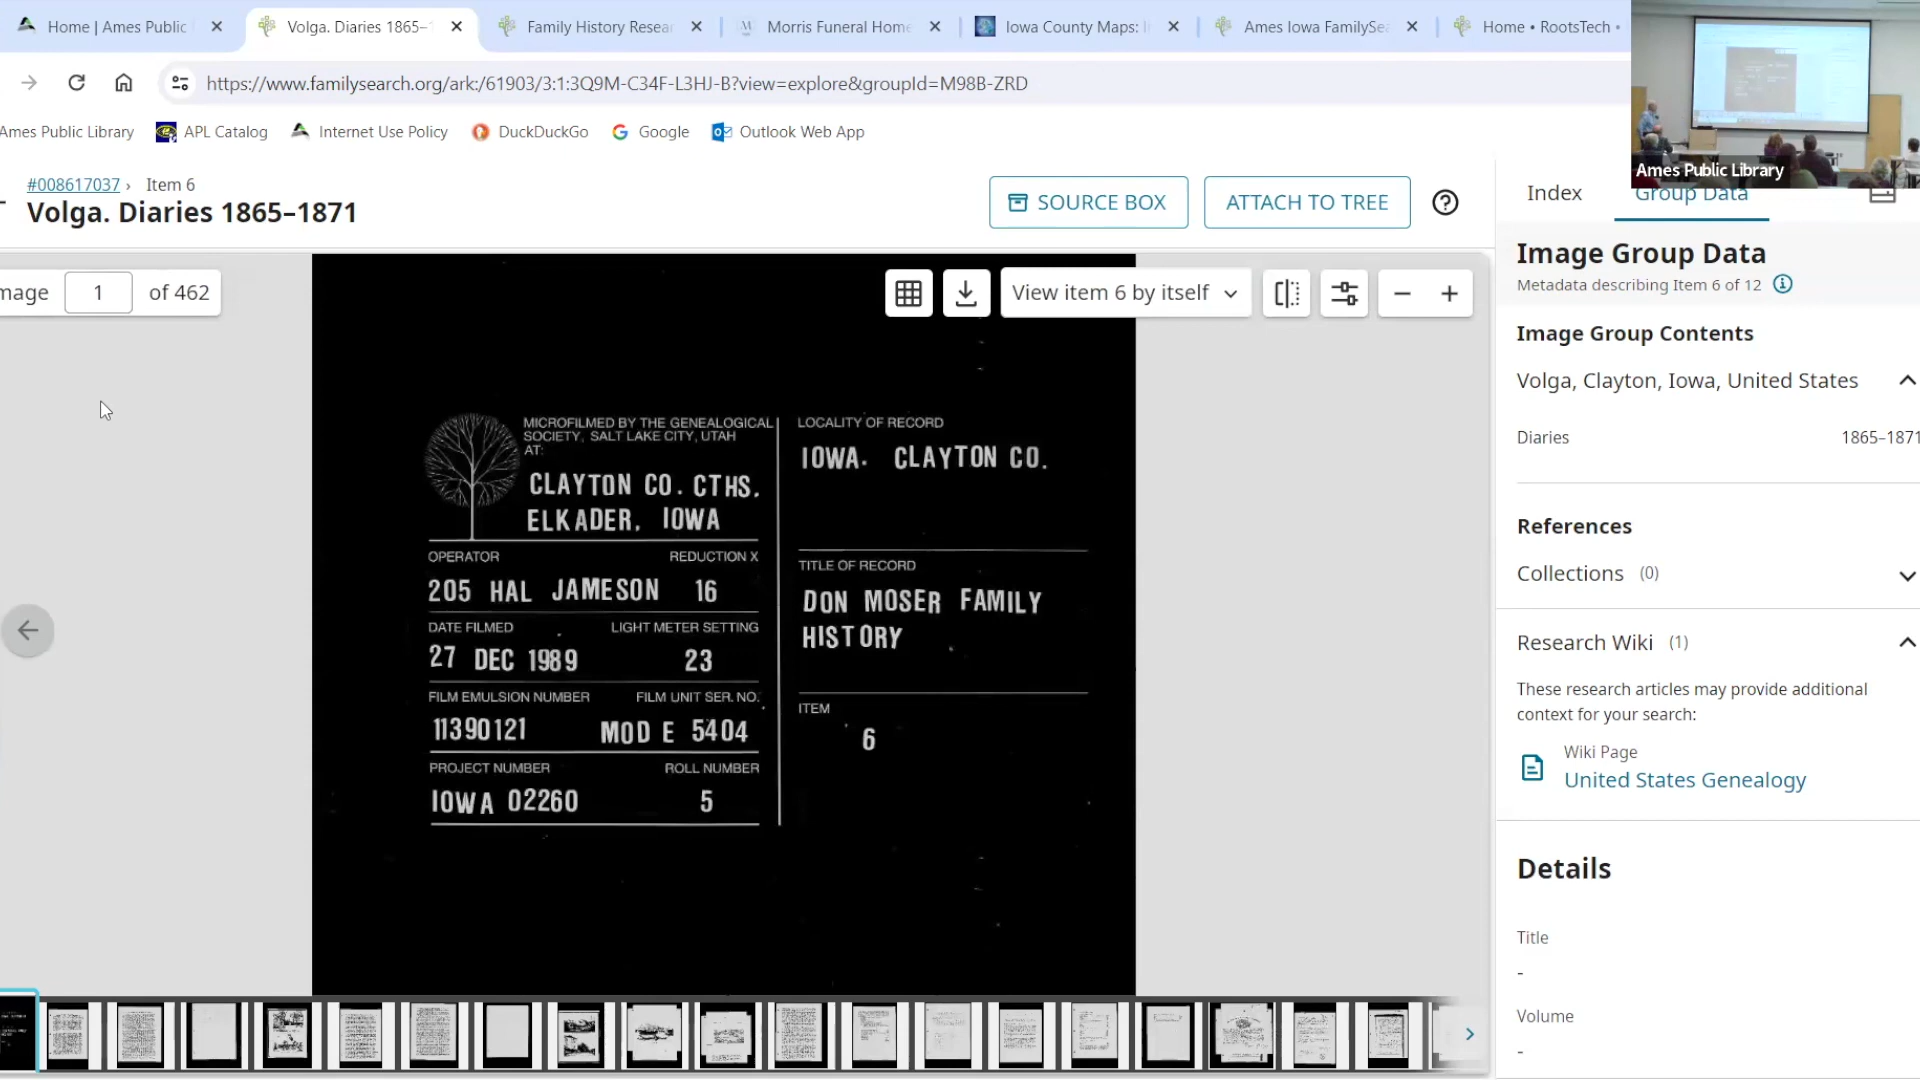 Home | Ames Public
Volga. Diaries 1865–1
Family History Resear
Morris Funeral Home
Iowa County Maps: I
Ames Iowa FamilySea
Home • RootsTech •
https://www.familysearch.org/ark:/61903/3:1:3Q9M-C34F-L3HJ-B?view=explore&groupId=M98B-ZRD
Ames Public Library
APL Catalog
Internet Use Policy
DuckDuckGo
Google
Outlook Web App
Ames Public Library
#008617037 › Item 6
Volga. Diaries 1865–1871
SOURCE BOX
ATTACH TO TREE
Index
Group Data
mage 1 of 462
View item 6 by itself
MICROFILMED BY THE GENEALOGICAL
SOCIETY, SALT LAKE CITY, UTAH
AT:
CLAYTON CO. CTHS.
ELKADER, IOWA
OPERATOR REDUCTION X
205 HAL JAMESON 16
DATE FILMED LIGHT METER SETTING
27 DEC 1989 23
FILM EMULSION NUMBER FILM UNIT SER. NO.
11390121 MOD E 5404
PROJECT NUMBER ROLL NUMBER
IOWA 02260 5
LOCALITY OF RECORD
IOWA. CLAYTON CO.
TITLE OF RECORD
DON MOSER FAMILY
HISTORY
ITEM
6
Image Group Data
Metadata describing Item 6 of 12
Image Group Contents
Volga, Clayton, Iowa, United States
Diaries 1865–1871
References
Collections (0)
Research Wiki (1)
These research articles may provide additional
context for your search:
Wiki Page
United States Genealogy
Details
Title
-
Volume
-